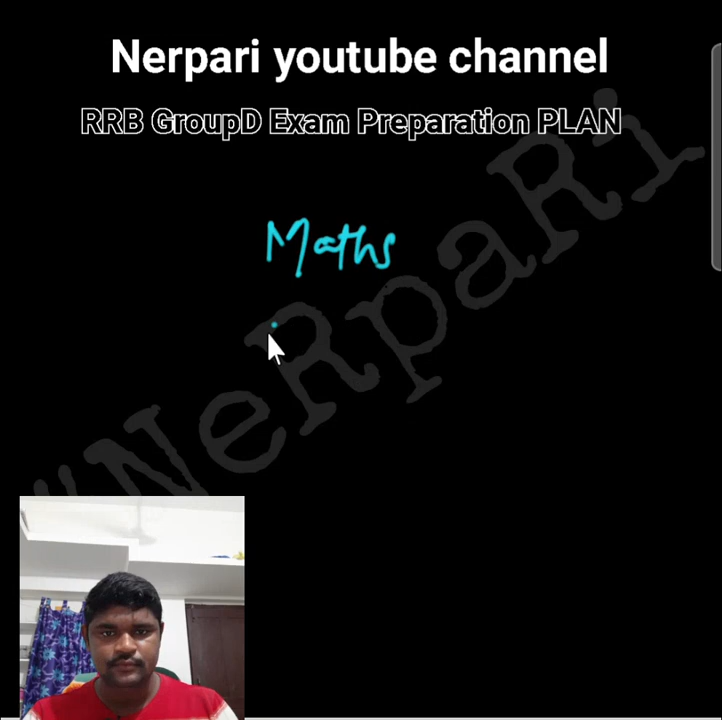 Nerpari youtube channel
RRB GroupD Exam Preparation PLAN
Maths
"NeRpaRi